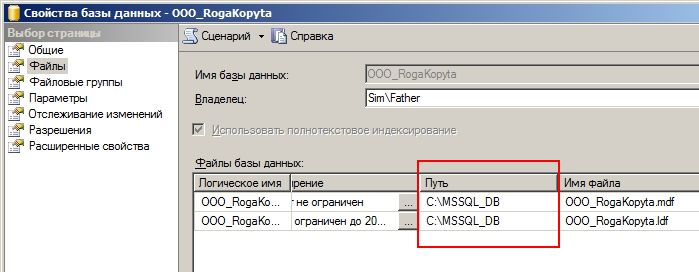 Свойства базы данных - OOO_RogaKopyta
Выбор страницы
Общие
Файлы
Файловые группы
Параметры
Отслеживание изменений
Разрешения
Расширенные свойства
Сценарий Справка
Имя базы данных: OOO_RogaKopyta
Владелец: Sim\Father
Использовать полнотекстовое индексирование
Файлы базы данных:
Логическое имя ирение Путь Имя файла
OOO_RogaKo... т не ограничен ... C:\MSSQL_DB OOO_RogaKopyta.mdf
OOO_RogaKo... ограничен до 20... ... C:\MSSQL_DB OOO_RogaKopyta.ldf